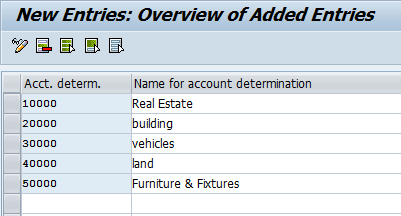 New Entries: Overview of Added Entries
Acct. determ. Name for account determination
10000 Real Estate
20000 building
30000 vehicles
40000 land
50000 Furniture & Fixtures